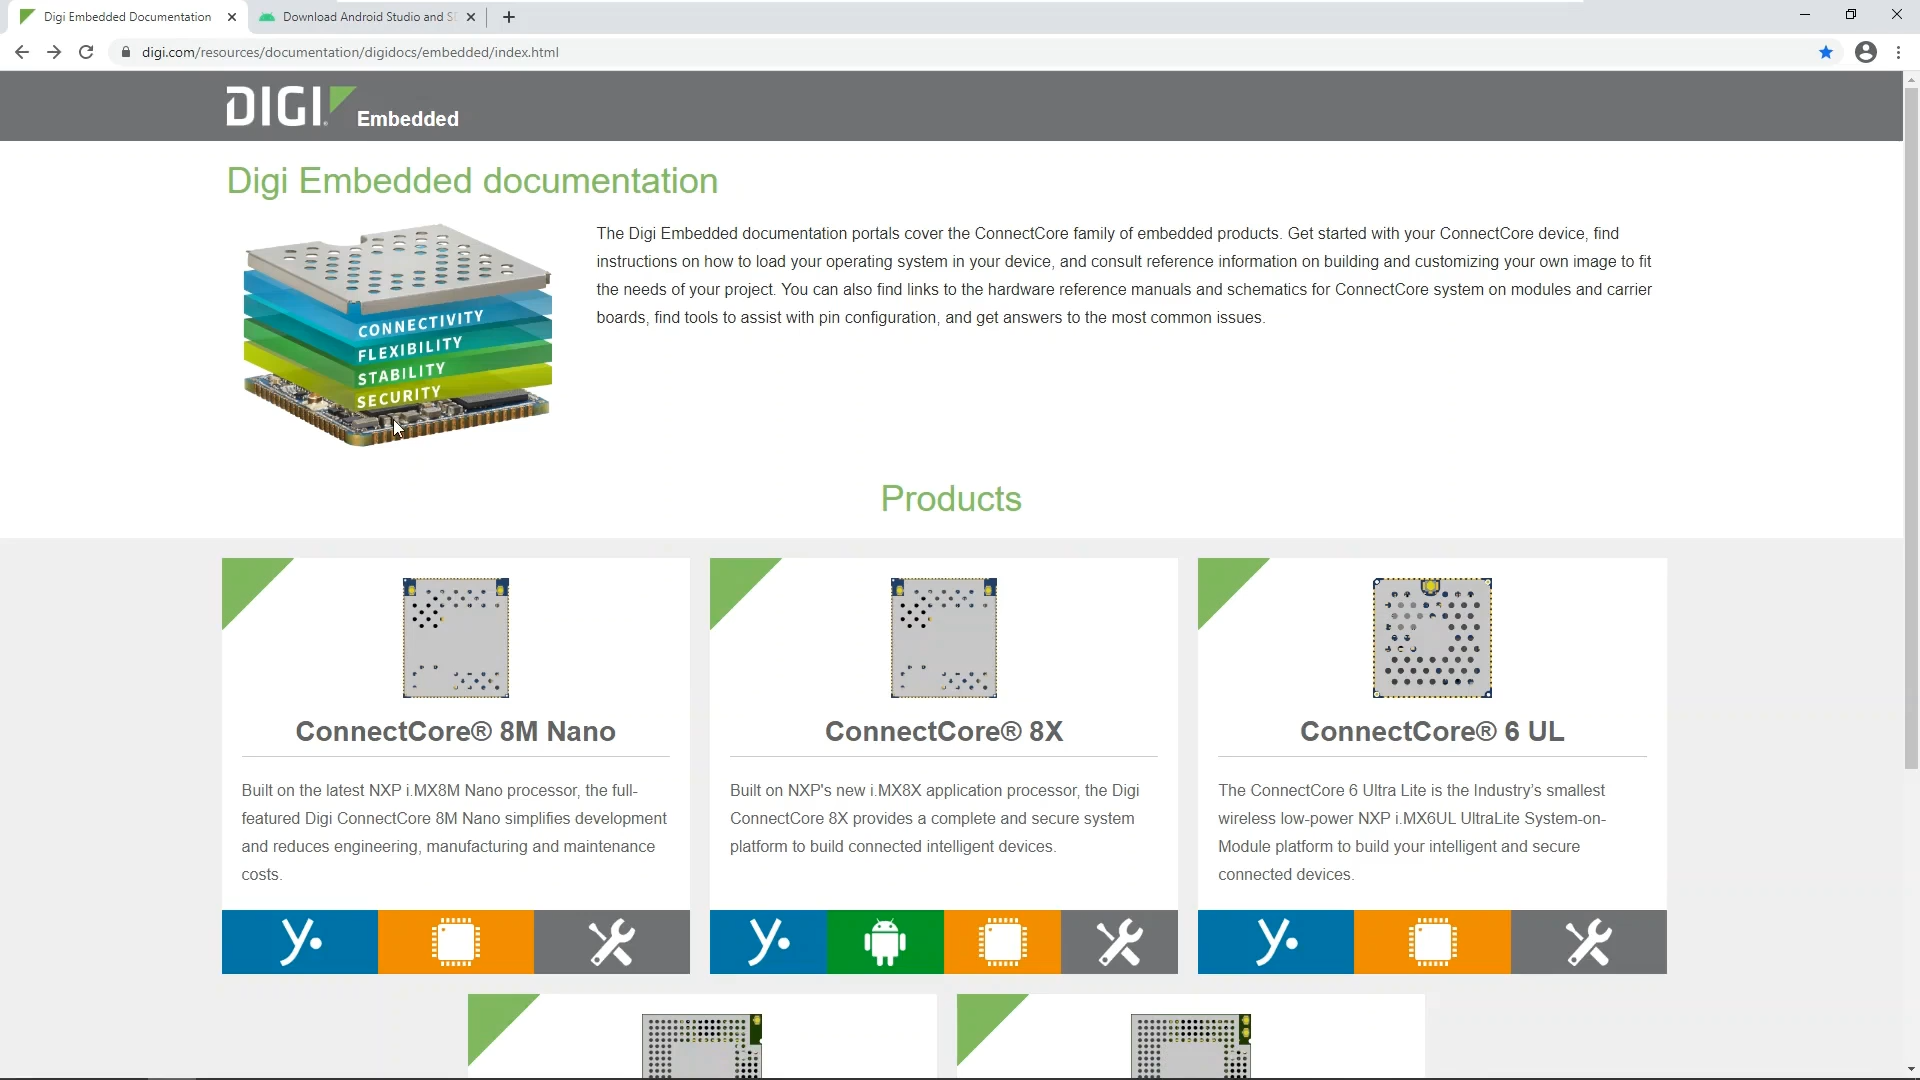 Digi Embedded Documentation
Download Android Studio and S
digi.com/resources/documentation/digidocs/embedded/index.html
DIGI
Embedded
Digi Embedded documentation
CONNECTIVITY
FLEXIBILITY
STABILITY
SECURITY
The Digi Embedded documentation portals cover the ConnectCore family of embedded products. Get started with your ConnectCore device, find
instructions on how to load your operating system in your device, and consult reference information on building and customizing your own image to fit
the needs of your project. You can also find links to the hardware reference manuals and schematics for ConnectCore system on modules and carrier
boards, find tools to assist with pin configuration, and get answers to the most common issues.
Products
ConnectCore® 8M Nano
Built on the latest NXP i.MX8M Nano processor, the full-
featured Digi ConnectCore 8M Nano simplifies development
and reduces engineering, manufacturing and maintenance
costs.
y.
ConnectCore® 8X
Built on NXP's new i.MX8X application processor, the Digi
ConnectCore 8X provides a complete and secure system
platform to build connected intelligent devices.
y.
ConnectCore® 6 UL
The ConnectCore 6 Ultra Lite is the Industry’s smallest
wireless low-power NXP i.MX6UL UltraLite System-on-
Module platform to build your intelligent and secure
connected devices.
y.